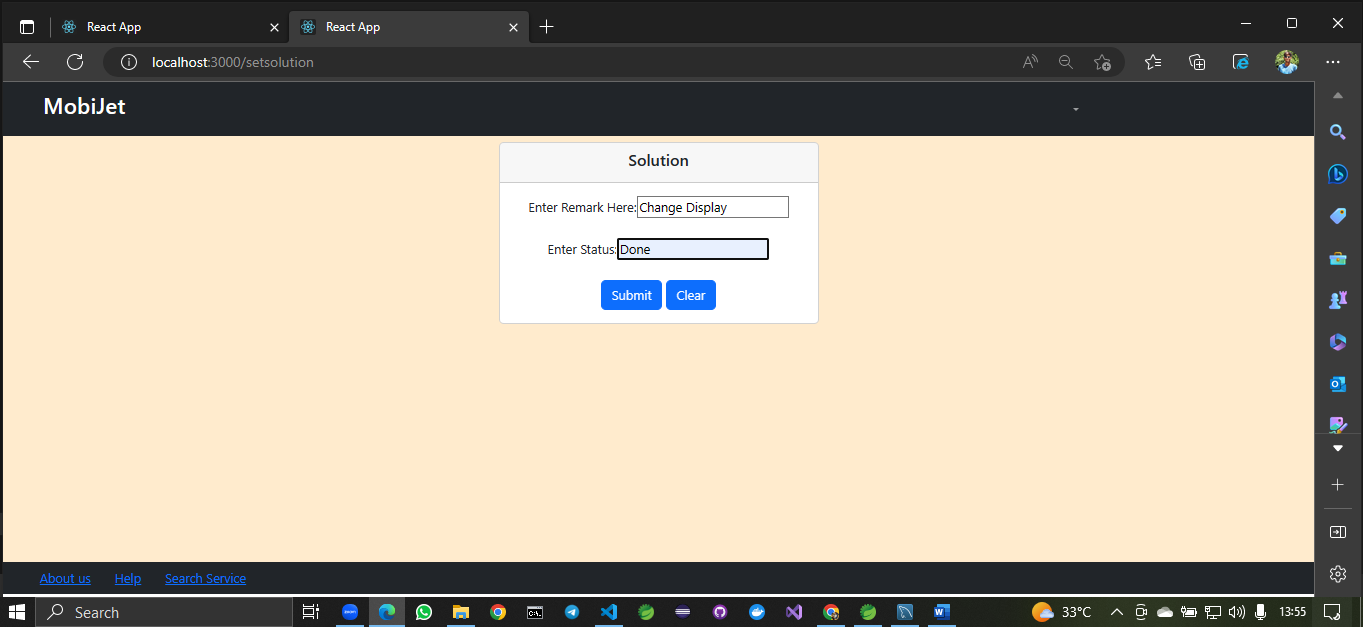 React App
React App
localhost:3000/setsolution
MobiJet
Solution
Enter Remark Here:Change Display
Enter Status:Done
Submit Clear
About us Help Search Service
Search
33°C
13:55